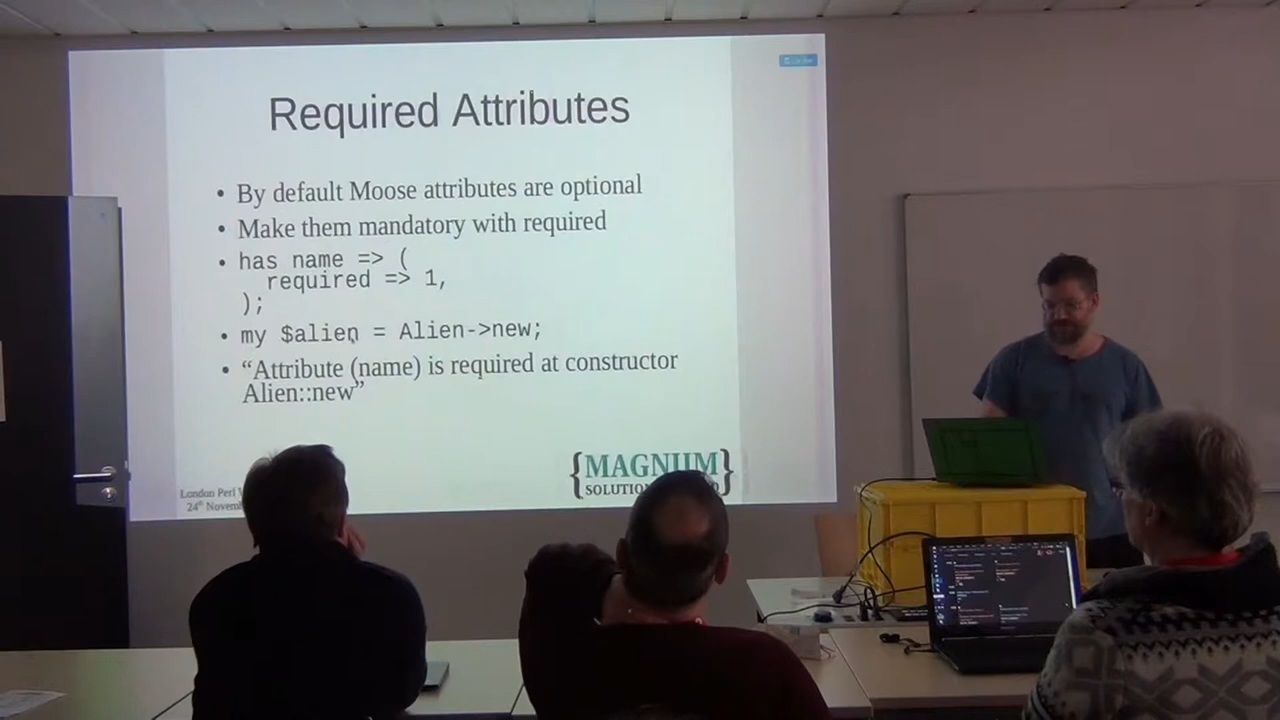 Required Attributes
• By default Moose attributes are optional
• Make them mandatory with required
• has name => (
required => 1,
);
• my $alien = Alien->new;
• “Attribute (name) is required at constructor
Alien::new”
{MAGNUM}
London Perl
24th